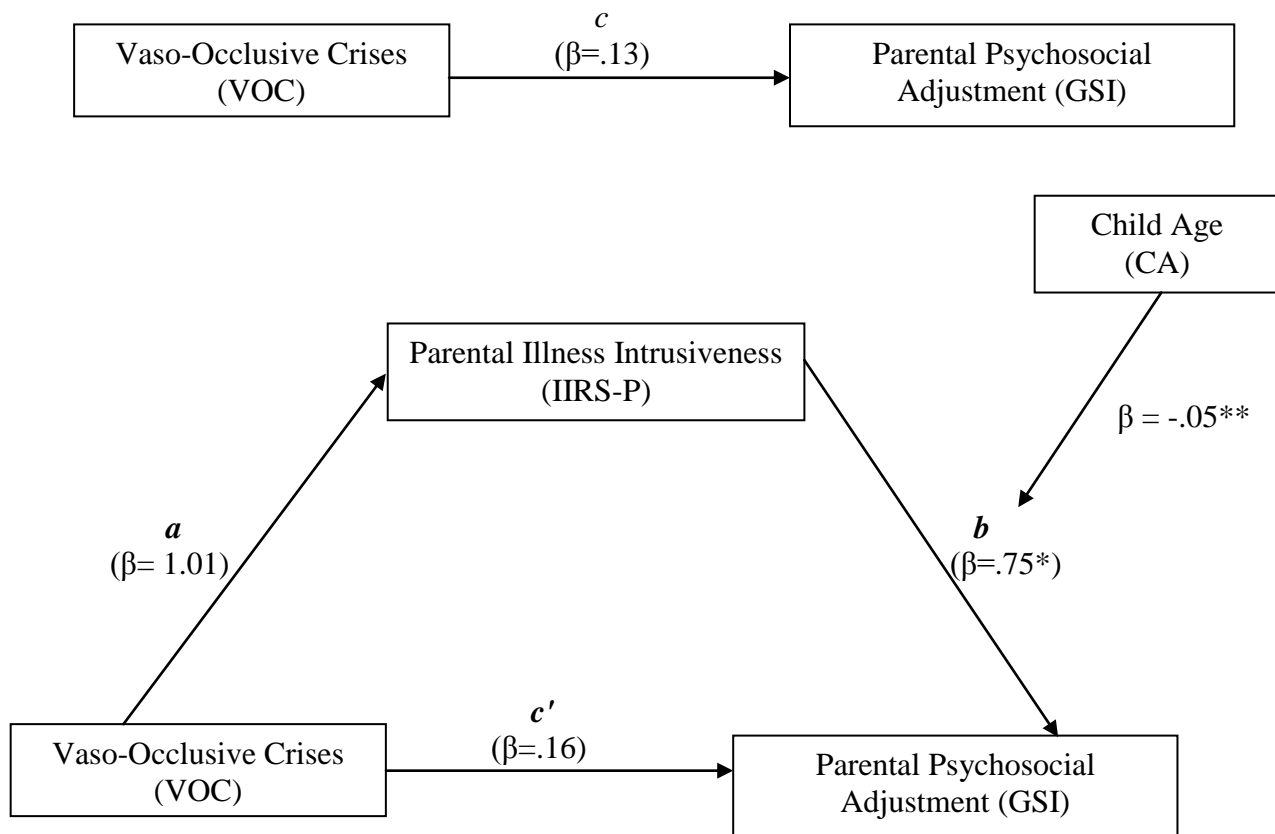 c
(β=.13)
Vaso-Occlusive Crises
(VOC)
Parental Psychosocial
Adjustment (GSI)
Child Age
(CA)
Parental Illness Intrusiveness
(IIRS-P)
β = -.05**
a
(β= 1.01)
b
(β=.75*)
c'
(β=.16)
Vaso-Occlusive Crises
(VOC)
Parental Psychosocial
Adjustment (GSI)